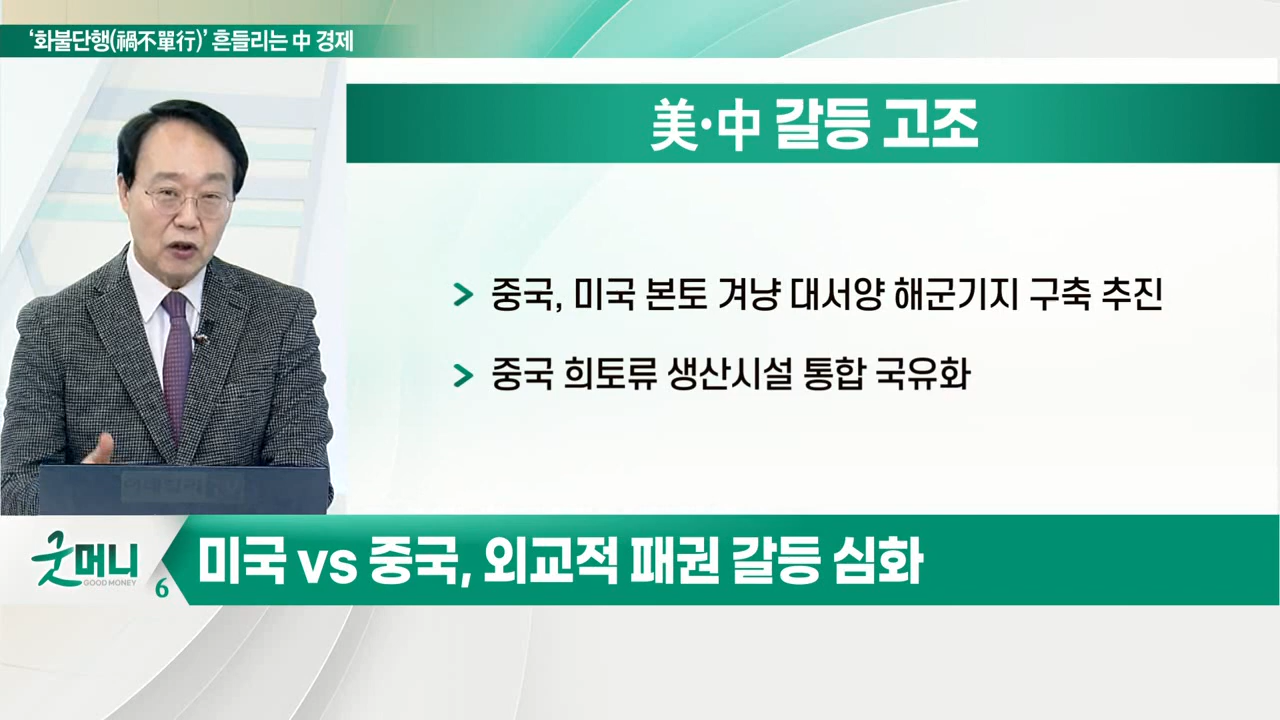 ‘화불단행(禍不單行)’ 흔들리는 中 경제
美·中 갈등 고조
중국, 미국 본토 겨냥 대서양 해군기지 구축 추진
중국 희토류 생산시설 통합 국유화
굿머니
GOOD MONEY
6
미국 vs 중국, 외교적 패권 갈등 심화